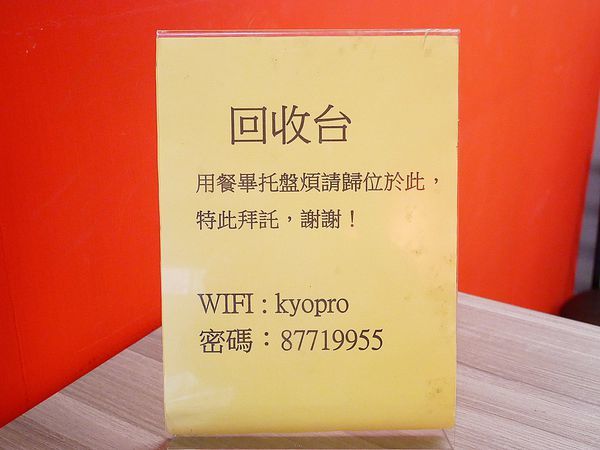 回收台
用餐畢托盤煩請歸位於此，
特此拜託，謝謝！
WIFI : kyopro
密碼：87719955